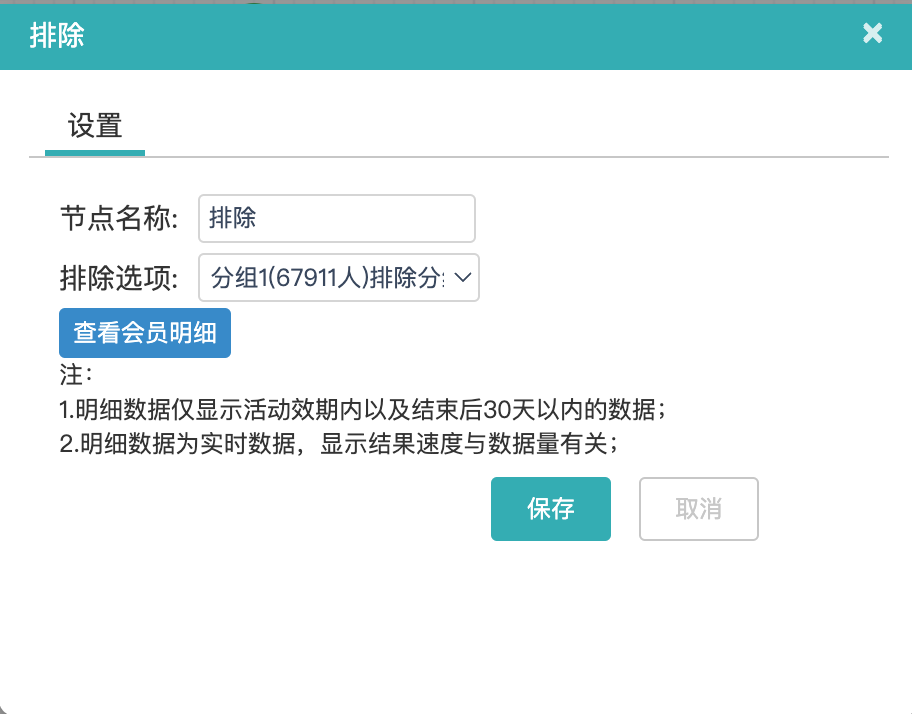 排除
设置
节点名称: 排除
排除选项: 分组1(67911人)排除分
查看会员明细
注：
1.明细数据仅显示活动效期内以及结束后30天以内的数据；
2.明细数据为实时数据，显示结果速度与数据量有关；
保存 取消